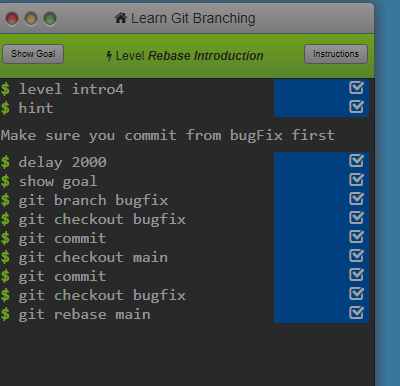 Learn Git Branching
Show Goal
Level Rebase Introduction
Instructions
$ level intro4
$ hint
Make sure you commit from bugFix first
$ delay 2000
$ show goal
$ git branch bugfix
$ git checkout bugfix
$ git commit
$ git checkout main
$ git commit
$ git checkout bugfix
$ git rebase main